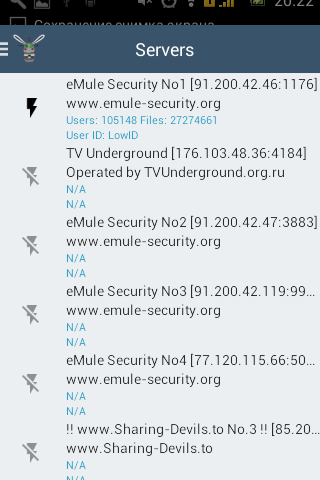 20:22
Сохранение снимка экрана
Servers
eMule Security No1 [91.200.42.46:1176]
www.emule-security.org
Users: 105148 Files: 27274661
User ID: LowID
TV Underground [176.103.48.36:4184]
Operated by TVUnderground.org.ru
N/A
N/A
eMule Security No2 [91.200.42.47:3883]
www.emule-security.org
N/A
N/A
eMule Security No3 [91.200.42.119:99...
www.emule-security.org
N/A
N/A
eMule Security No4 [77.120.115.66:50...
www.emule-security.org
N/A
N/A
!! www.Sharing-Devils.to No.3 !! [85.20...
www.Sharing-Devils.to
N/A
N/A